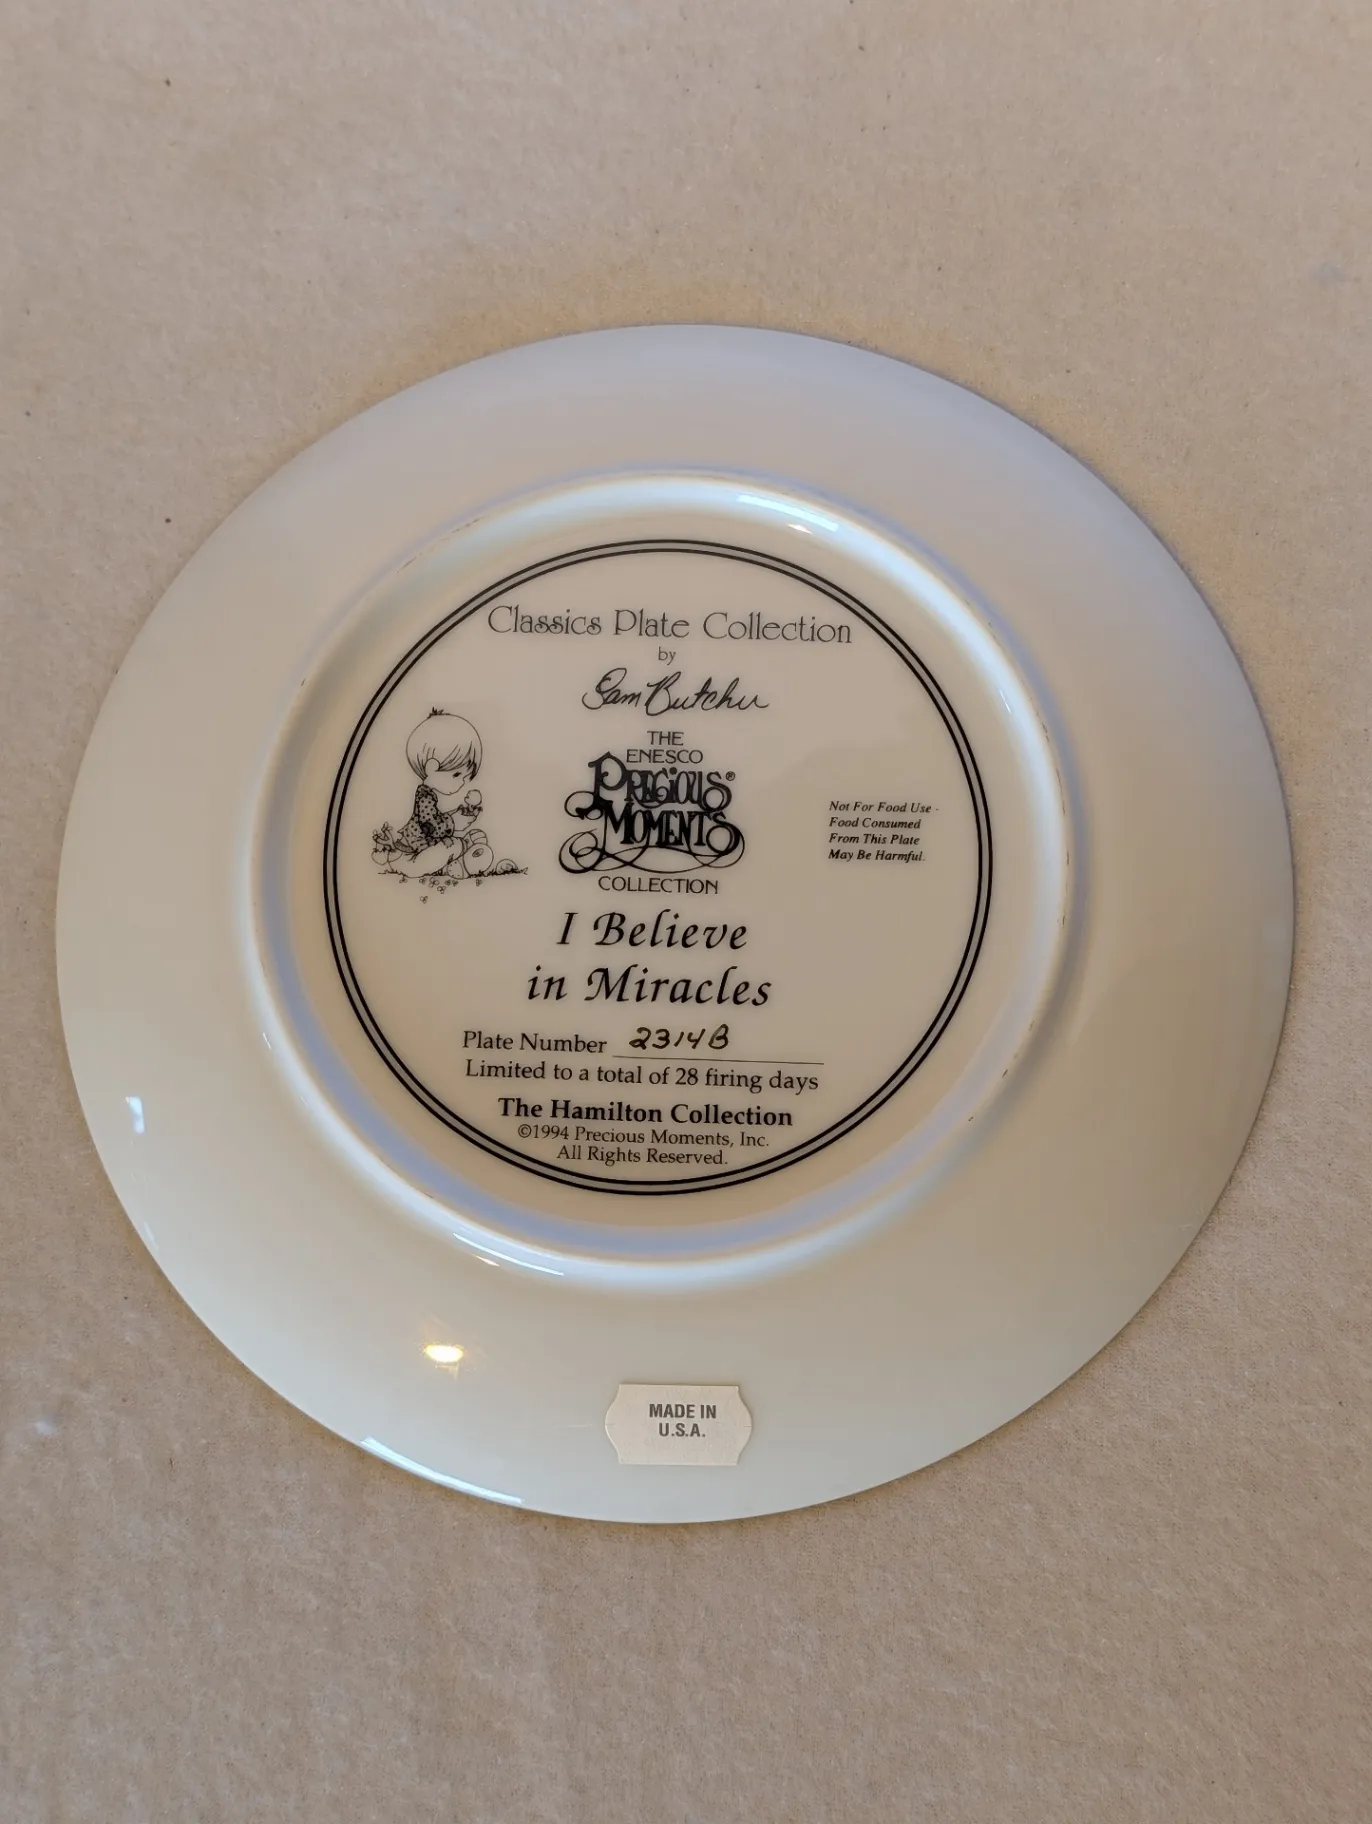 Classics Plate Collection
by
Sam Butcher
THE
ENESCO
PRECIOUS®
MOMENTS
COLLECTION
Not For Food Use -
Food Consumed
From This Plate
May Be Harmful.
I Believe
in Miracles
Plate Number 2314B
Limited to a total of 28 firing days
The Hamilton Collection
©1994 Precious Moments, Inc.
All Rights Reserved.
MADE IN
U.S.A.